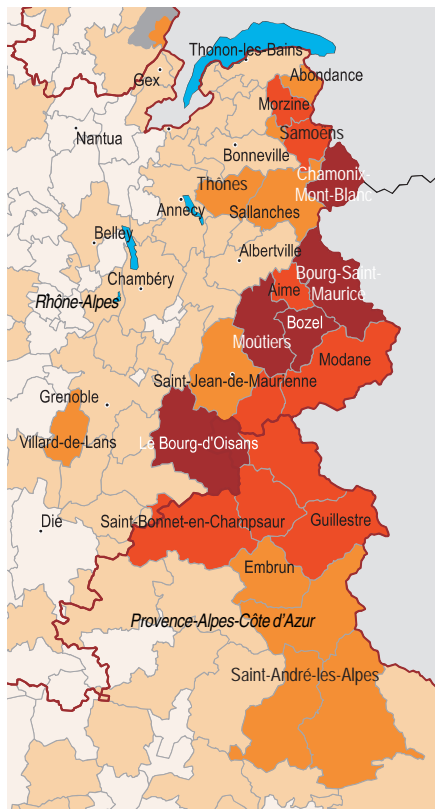 Thonon-les-Bains
Abondance
Gex
Morzine
Samoëns
Nantua
Bonneville
Chamonix-
Mont-Blanc
Thônes
Annecy
Sallanches
Belley
Albertville
Bourg-Saint-
Maurice
Chambéry
Aime
Rhône-Alpes
Bozel
Moûtiers
Modane
Saint-Jean-de-Maurienne
Grenoble
Villard-de-Lans
Le Bourg-d'Oisans
Die
Saint-Bonnet-en-Champsaur
Guillestre
Embrun
Provence-Alpes-Côte d'Azur
Saint-André-les-Alpes